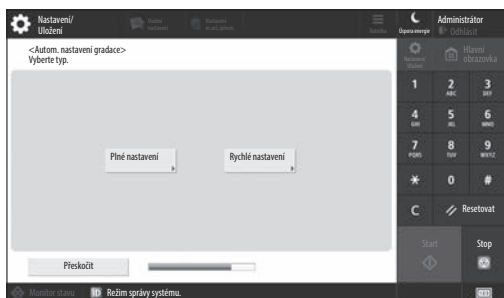 Nastavení/
Uložení
Nabídka
Úspora energie
Administrátor
Odhlásit
<Autom. nastavení gradace>
Vyberte typ.
Hlavní
obrazovka
1
2
ABC
3
DEF
4
GHI
5
JKL
6
MNO
7
PQRS
8
TUV
9
WXYZ
0
#
C
Resetovat
Plné nastavení
Rychlé nastavení
Start
Stop
Přeskočit
Monitor stavu
Režim správy systému.